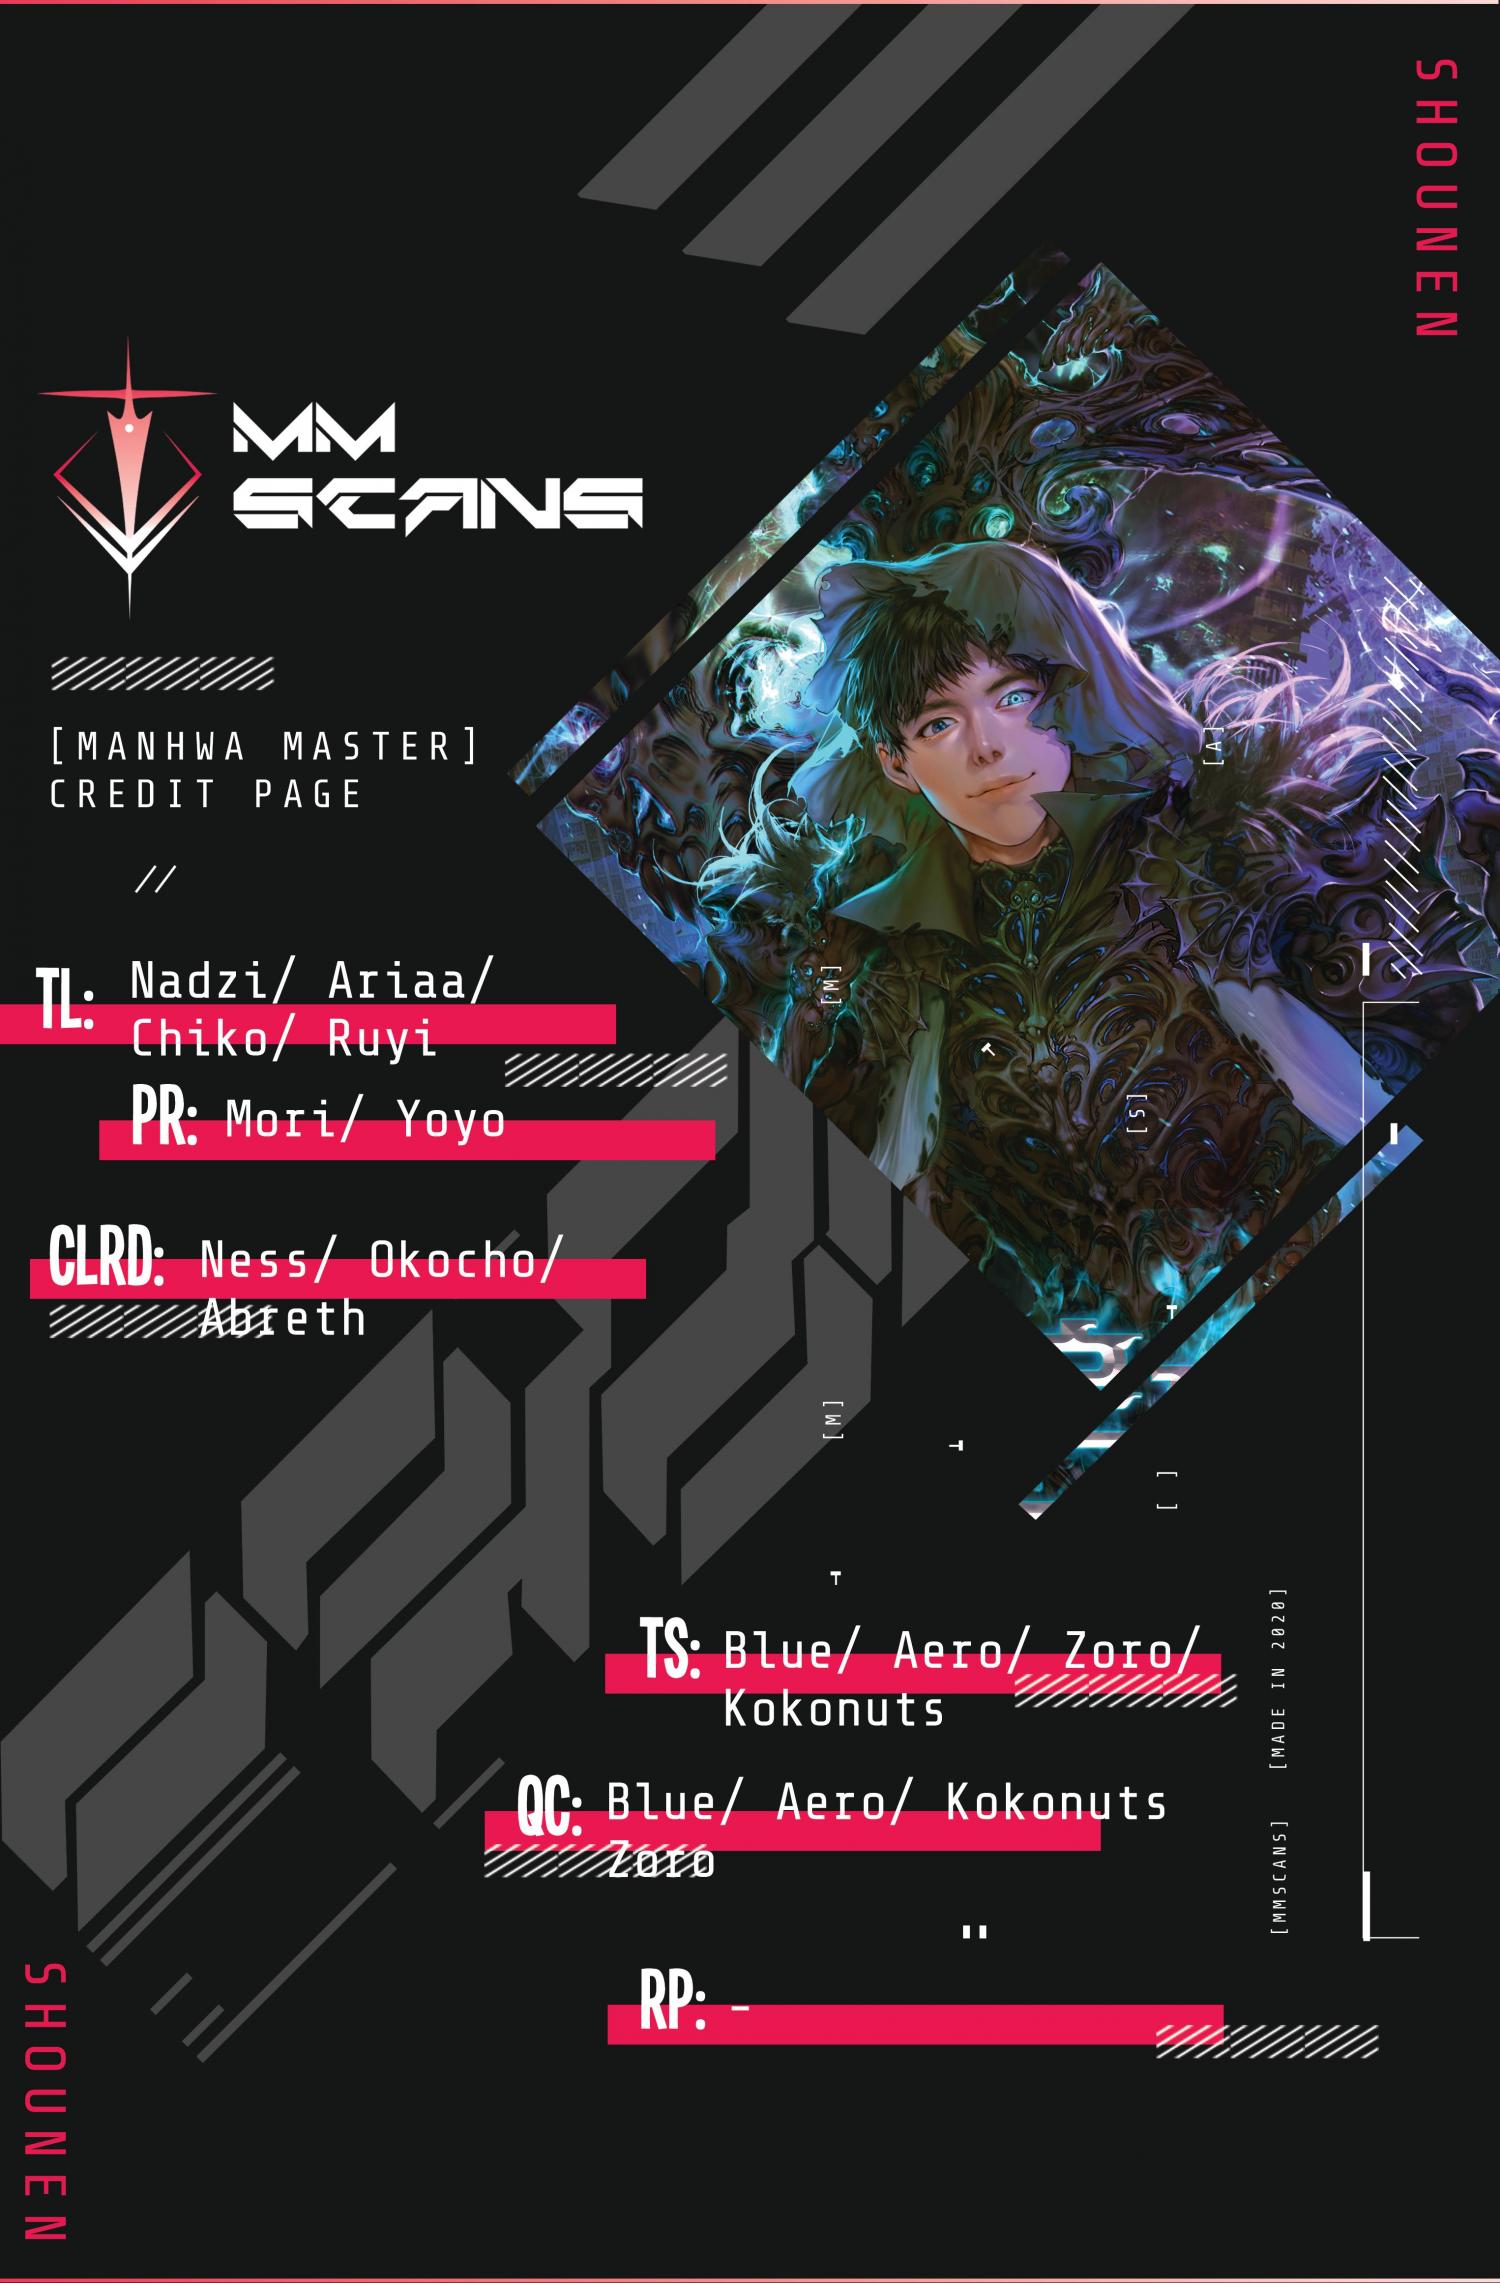 SHOUNEN
MM
SCANS
[MANHWA MASTER]
CREDIT PAGE
//
TL: Nadzi/ Ariaa/
Chiko/ Ruyi
PR: Mori/ Yoyo
CLRD: Ness/ Okocho/
Abreth
[A]
[M]
T
[S]
T
[M]
T
[ ]
T
TS: Blue/ Aero/ Zoro/
Kokonuts
QC: Blue/ Aero/ Kokonuts
Zoro
RP: -
[MMSCANS] [MADE IN 2020]
SHOUNEN